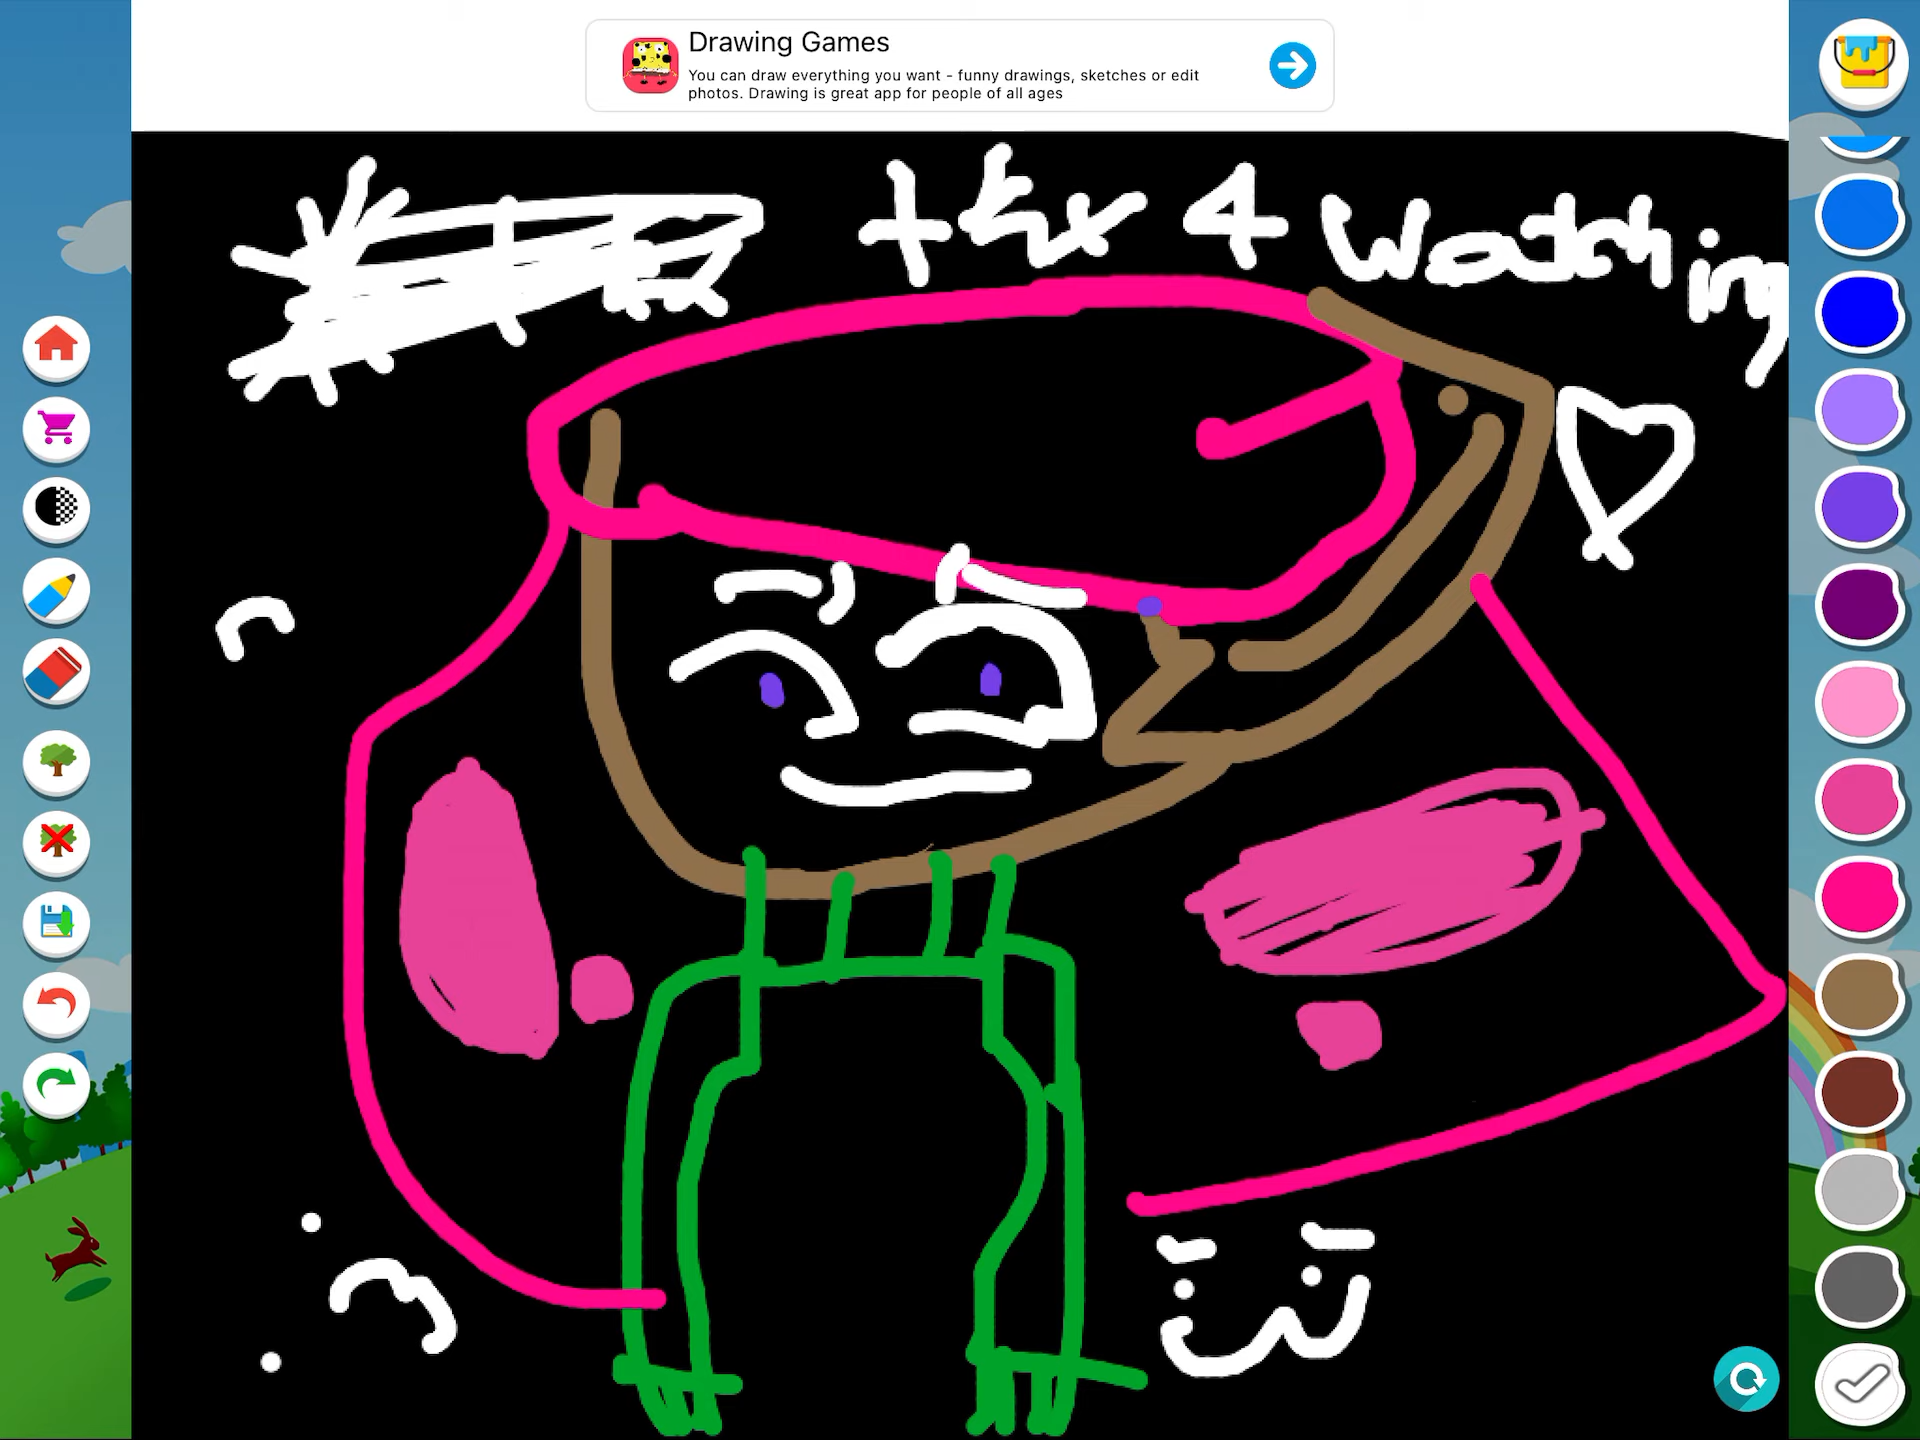 Drawing Games
You can draw everything you want - funny drawings, sketches or edit
photos. Drawing is great app for people of all ages
thx 4 watching